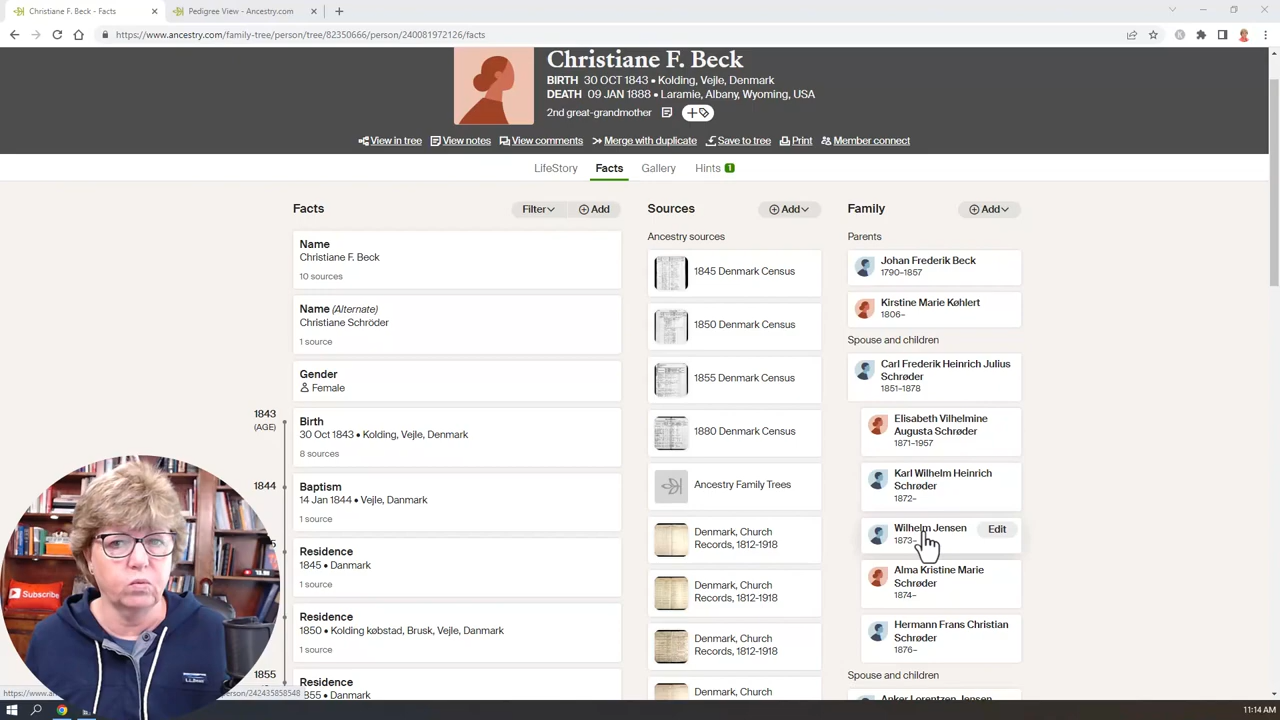 Christiane F. Beck - Facts
Pedigree View - Ancestry.com
https://www.ancestry.com/family-tree/person/tree/82350666/person/240081972126/facts
Christiane F. Beck
BIRTH 30 OCT 1843 • Kolding, Vejle, Denmark
DEATH 09 JAN 1888 • Laramie, Albany, Wyoming, USA
2nd great-grandmother
View in tree View notes View comments Merge with duplicate Save to tree Print Member connect
LifeStory Facts Gallery Hints 1
Facts
Filter
Add
Name
Christiane F. Beck
10 sources
Name (Alternate)
Christiane Schröder
1 source
Gender
Female
1843
(AGE)
Birth
30 Oct 1843 • Kolding, Vejle, Denmark
8 sources
1844
Baptism
14 Jan 1844 • Vejle, Danmark
1 source
Residence
1845 • Danmark
1 source
Residence
1850 • Kolding købstad, Brusk, Vejle, Danmark
1 source
1855
Residence
1855 • Danmark
Sources
Add
Ancestry sources
1845 Denmark Census
1850 Denmark Census
1855 Denmark Census
1880 Denmark Census
Ancestry Family Trees
Denmark, Church
Records, 1812-1918
Denmark, Church
Records, 1812-1918
Denmark, Church
Records, 1812-1918
Denmark, Church
Family
Add
Parents
Johan Frederik Beck
1790–1857
Kirstine Marie Køhlert
1806–
Spouse and children
Carl Frederik Heinrich Julius
Schrøder
1851-1878
Elisabeth Vilhelmine
Augusta Schrøder
1871-1957
Karl Wilhelm Heinrich
Schrøder
1872–
Wilhelm Jensen
1873–
Edit
Alma Kristine Marie
Schrøder
1874–
Hermann Frans Christian
Schrøder
1876–
Spouse and children
Anker Lorentzen Jensen
Subscribe
11:14 AM